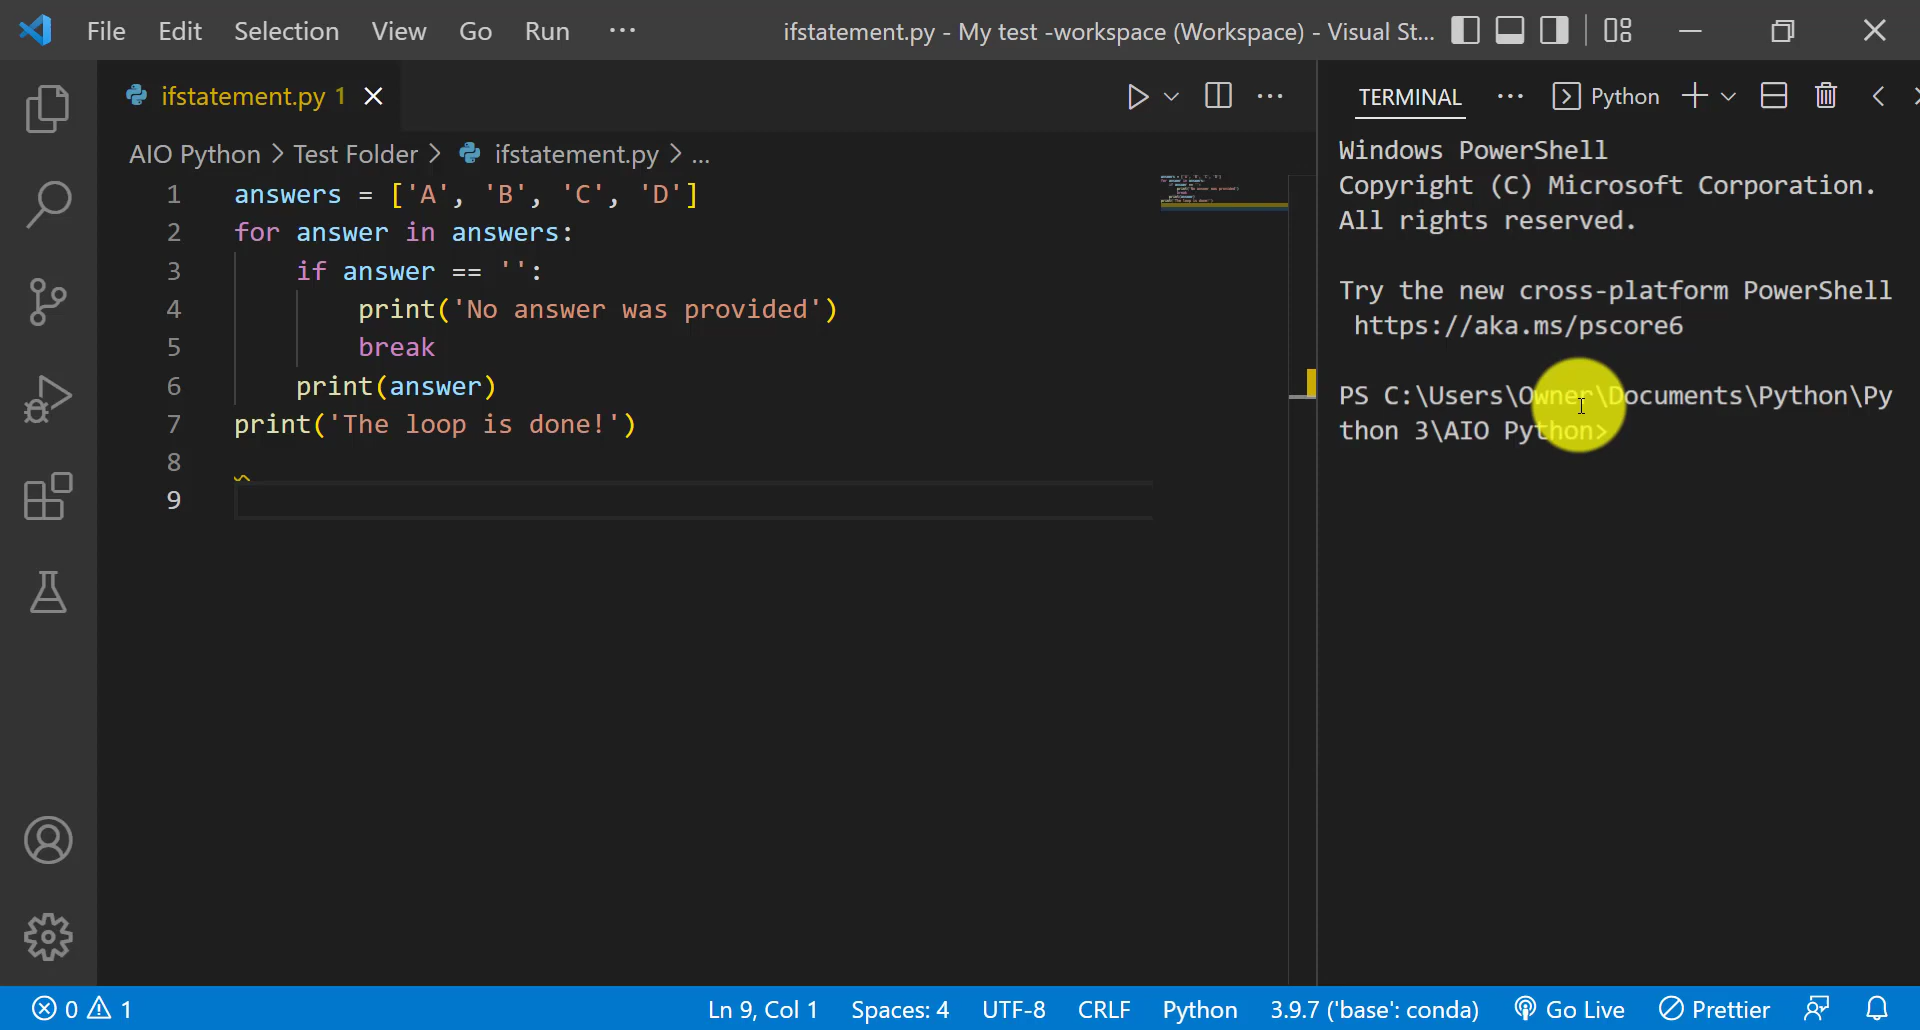 File Edit Selection View Go Run ... ifstatement.py - My test -workspace (Workspace) - Visual St...
ifstatement.py 1
TERMINAL ... Python
AIO Python > Test Folder > ifstatement.py > ...
1 answers = ['A', 'B', 'C', 'D']
2 for answer in answers:
3 if answer == '':
4 print('No answer was provided')
5 break
6 print(answer)
7 print('The loop is done!')
8
9
Windows PowerShell
Copyright (C) Microsoft Corporation.
All rights reserved.
Try the new cross-platform PowerShell
https://aka.ms/pscore6
PS C:\Users\Owner\Documents\Python\Py
thon 3\AIO Python>
0 1 Ln 9, Col 1 Spaces: 4 UTF-8 CRLF Python 3.9.7 ('base': conda) Go Live Prettier